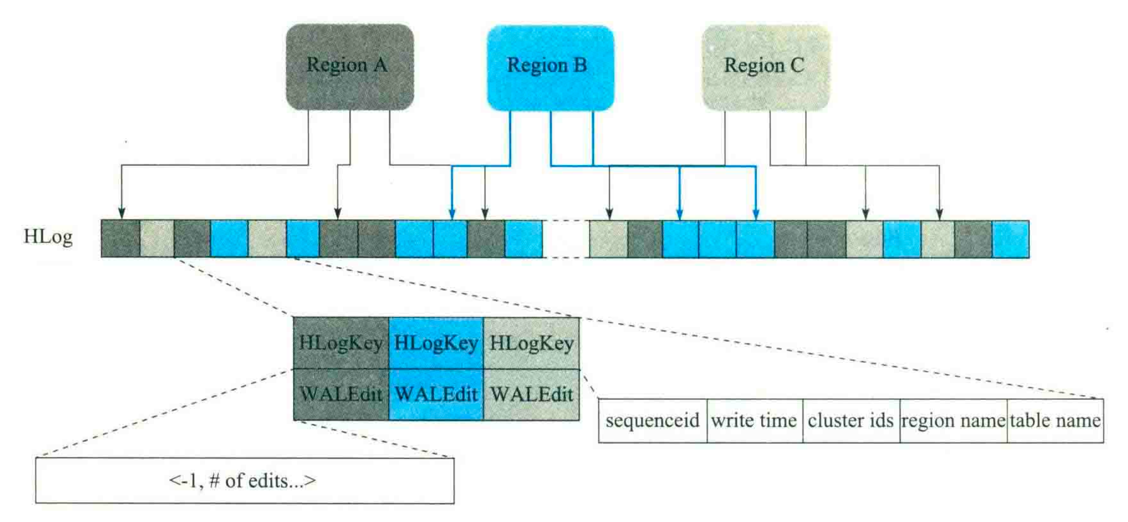 Region A
Region B
Region C
HLog
HLogKey HLogKey HLogKey
WALEdit WALEdit WALEdit
sequenceid write time cluster ids region name table name
<-1, # of edits...>